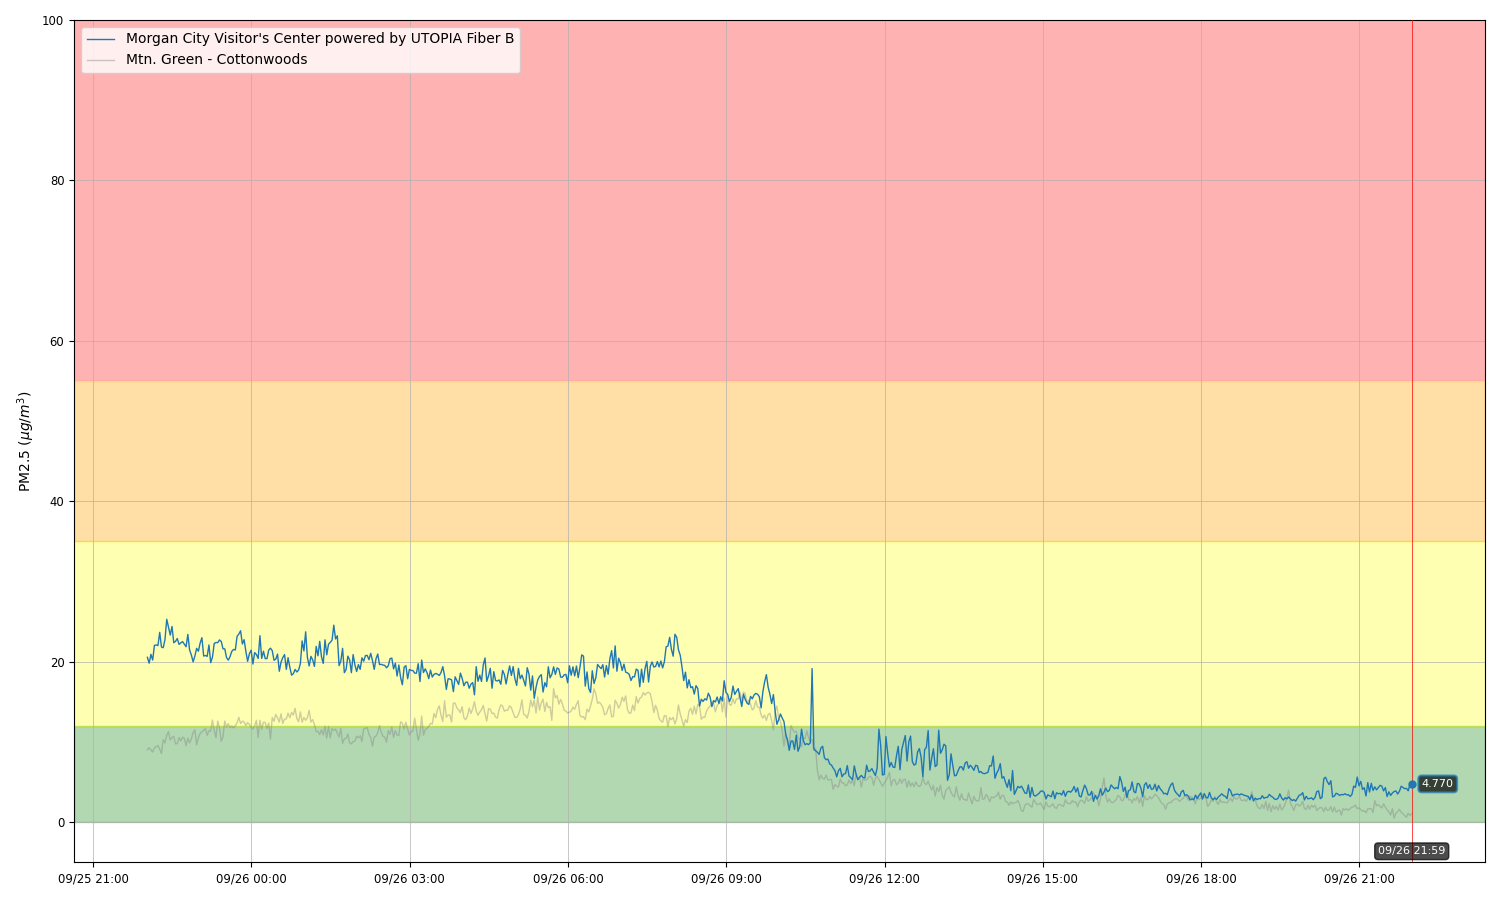 100
Morgan City Visitor's Center powered by UTOPIA Fiber B
Mtn. Green - Cottonwoods
80
60
PM2.5 (μg/m³)
40
20
4.770
0
09/26 21:59
09/25 21:00 09/26 00:00 09/26 03:00 09/26 06:00 09/26 09:00 09/26 12:00 09/26 15:00 09/26 18:00 09/26 21:00